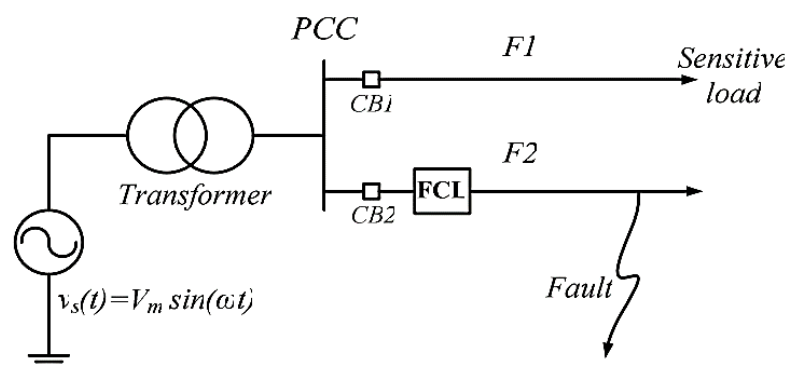 PCC
F1
Sensitive
load
CB1
Transformer
F2
FCL
CB2
Fault
vs(t)=Vm sin(ωt)